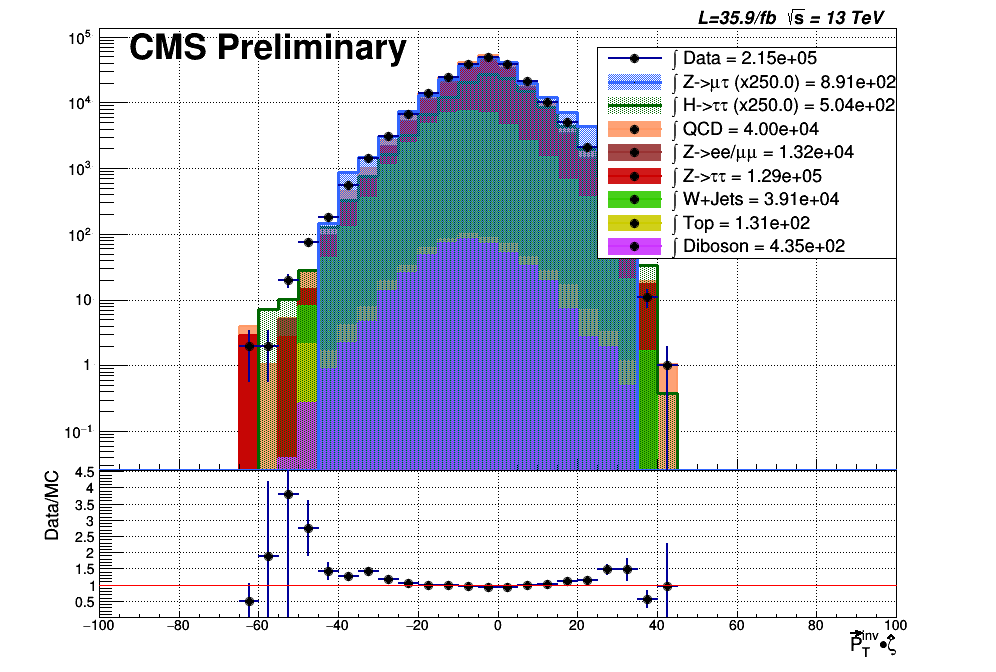 L=35.9/fb √s = 13 TeV
CMS Preliminary
10⁵
10⁴
10³
10²
10
1
10⁻¹
∫ Data = 2.15e+05
∫ Z->μτ (x250.0) = 8.91e+02
∫ H->ττ (x250.0) = 5.04e+02
∫ QCD = 4.00e+04
∫ Z->ee/μμ = 1.32e+04
∫ Z->ττ = 1.29e+05
∫ W+Jets = 3.91e+04
∫ Top = 1.31e+02
∫ Diboson = 4.35e+02
Data/MC
4.5
4
3.5
3
2.5
2
1.5
1
0.5
−100 −80 −60 −40 −20 0 20 40 60 80 100
P⃗_T^inv •ζ̂